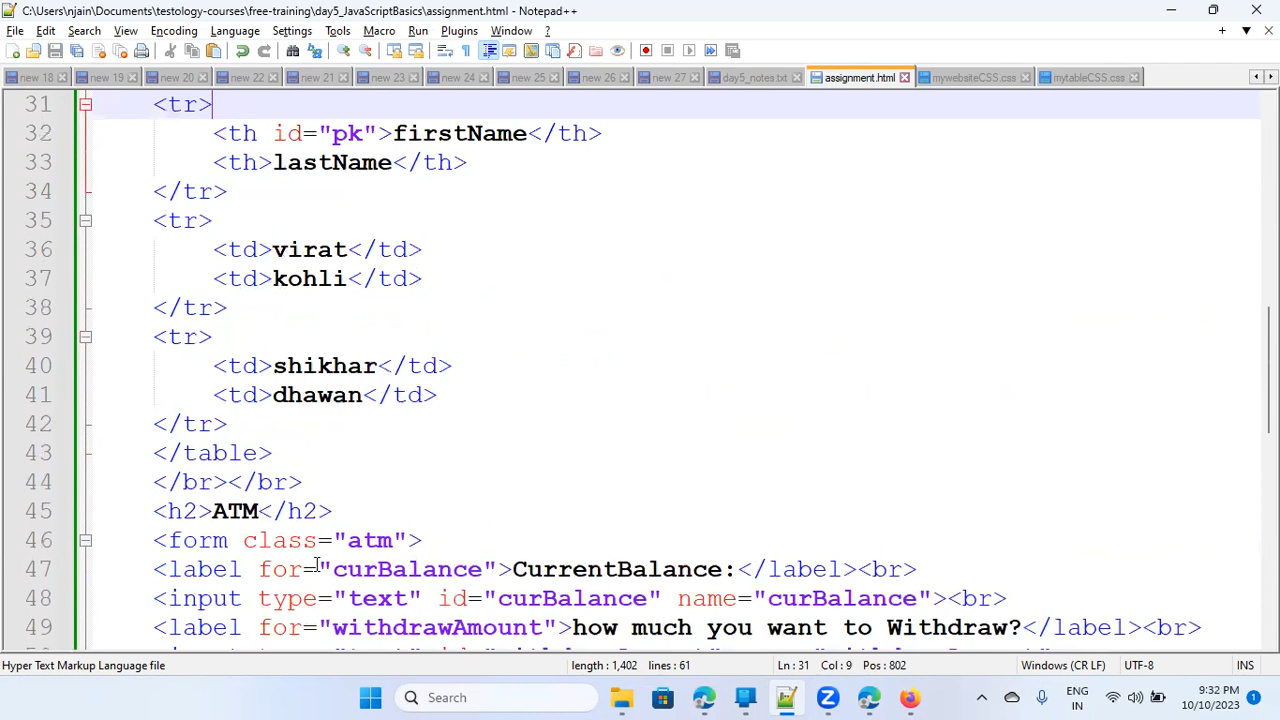 C:\Users\njain\Documents\testology-courses\free-training\day5_JavaScriptBasics\assignment.html - Notepad++
File Edit Search View Encoding Language Settings Tools Macro Run Plugins Window ?
new 18 new 19 new 20 new 22 new 21 new 23 new 24 new 25 new 26 new 27 day5_notes.txt assignment.html mywebsiteCSS.css mytableCSS.css
31 <tr>
32 <th id="pk">firstName</th>
33 <th>lastName</th>
34 </tr>
35 <tr>
36 <td>virat</td>
37 <td>kohli</td>
38 </tr>
39 <tr>
40 <td>shikhar</td>
41 <td>dhawan</td>
42 </tr>
43 </table>
44 </br></br>
45 <h2>ATM</h2>
46 <form class="atm">
47 <label for="curBalance">CurrentBalance:</label><br>
48 <input type="text" id="curBalance" name="curBalance"><br>
49 <label for="withdrawAmount">how much you want to Withdraw?</label><br>
Hyper Text Markup Language file length : 1,402 lines : 61 Ln : 31 Col : 9 Pos : 802 Windows (CR LF) UTF-8 INS
Search
ENG
IN
9:32 PM
10/10/2023
1